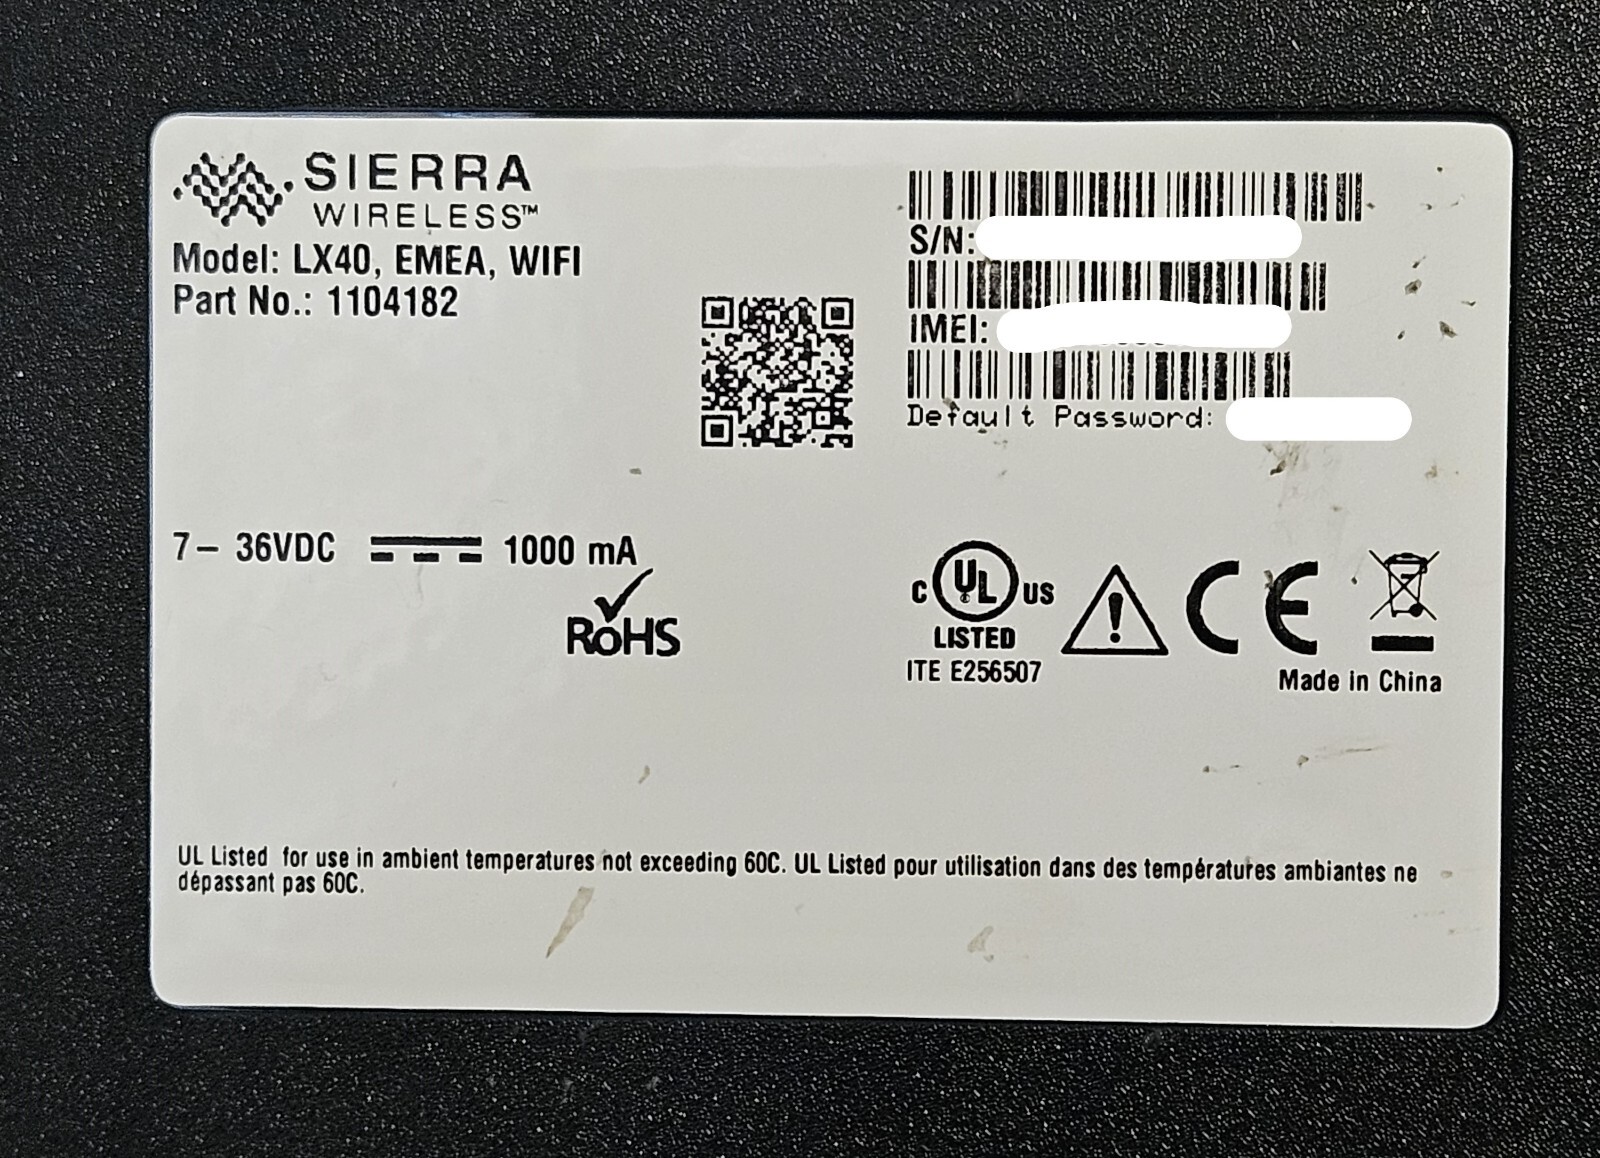 SIERRA
WIRELESS™
Model: LX40, EMEA, WIFI
Part No.: 1104182
S/N:
IMEI:
Default Password:
7- 36VDC 1000 mA
RoHS
C UL US
LISTED
ITE E256507
CE
Made in China
UL Listed for use in ambient temperatures not exceeding 60C. UL Listed pour utilisation dans des températures ambiantes ne
dépassant pas 60C.